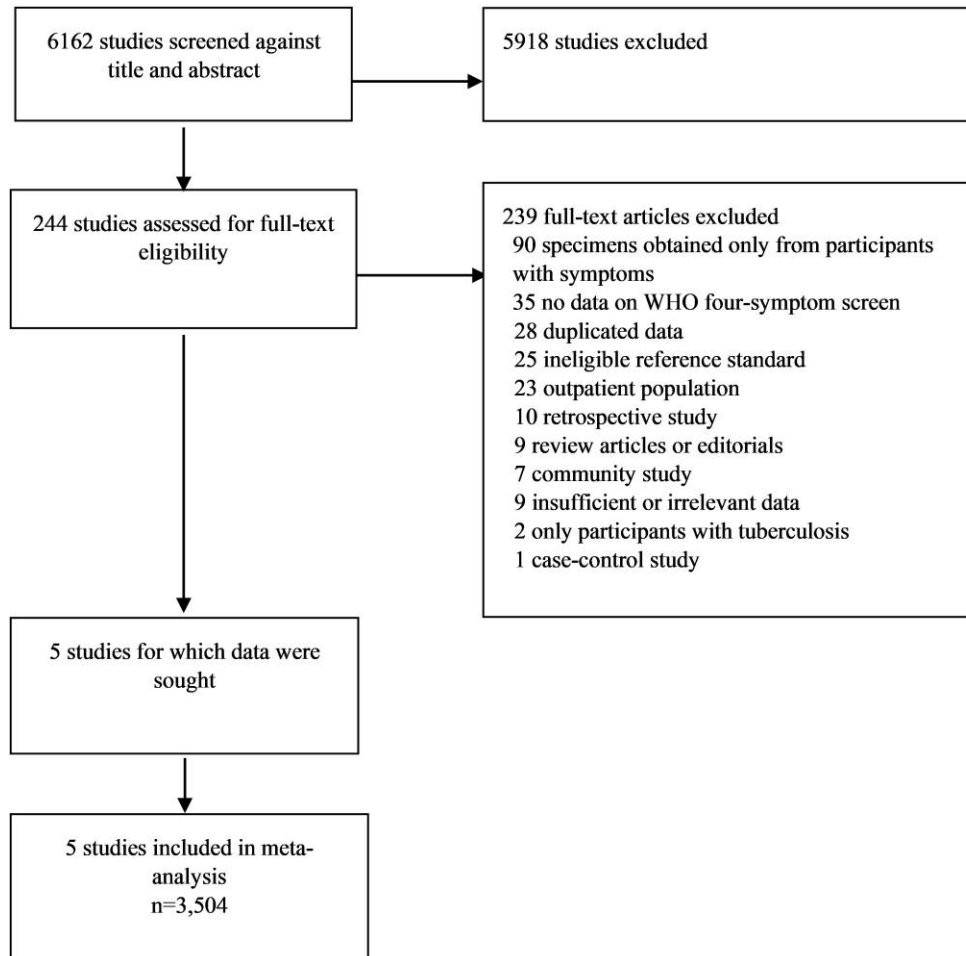 6162 studies screened against
title and abstract
5918 studies excluded
244 studies assessed for full-text
eligibility
239 full-text articles excluded
90 specimens obtained only from participants
with symptoms
35 no data on WHO four-symptom screen
28 duplicated data
25 ineligible reference standard
23 outpatient population
10 retrospective study
9 review articles or editorials
7 community study
9 insufficient or irrelevant data
2 only participants with tuberculosis
1 case-control study
5 studies for which data were
sought
5 studies included in meta-
analysis
n=3,504